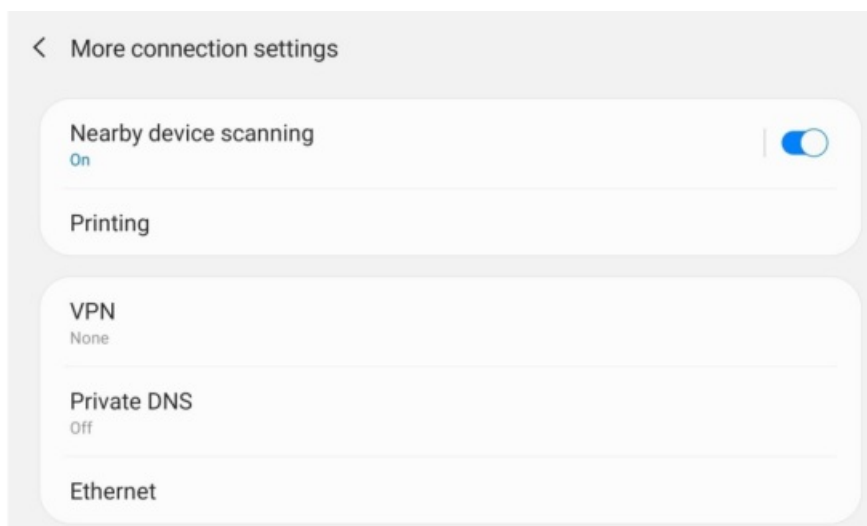 More connection settings
Nearby device scanning
On
Printing
VPN
None
Private DNS
Off
Ethernet